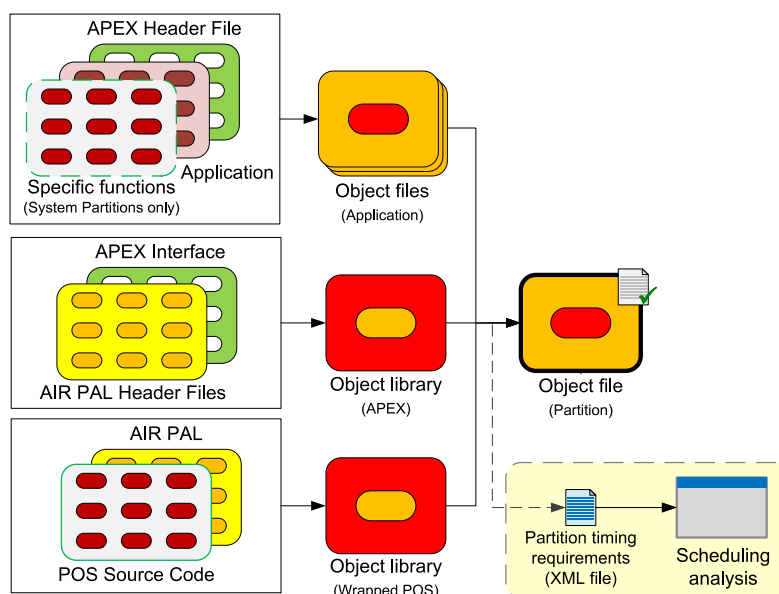 APEX Header File
Application
Specific functions
(System Partitions only)
Object files
(Application)
APEX Interface
AIR PAL Header Files
Object library
(APEX)
Object file
(Partition)
AIR PAL
POS Source Code
Object library
(Wrapped POS)
Partition timing
requirements
(XML file)
Scheduling
analysis